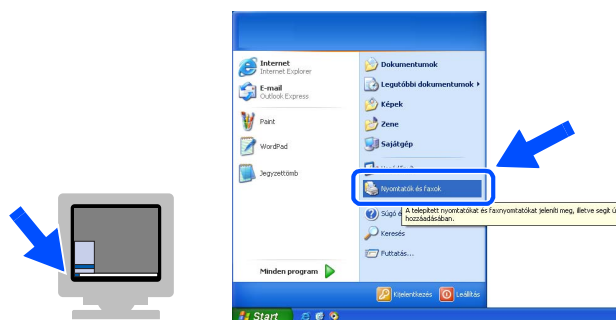 Internet
Internet Explorer
E-mail
Outlook Express
Paint
WordPad
Jegyzettömb
Minden program
Dokumentumok
Legutóbbi dokumentumok
Képek
Zene
Sajátgép
Nyomtatók és faxok
Súgó é
A telepített nyomtatókat és faxnyomtatókat jeleníti meg, illetve segít ú
hozzáadásában.
Keresés
Futtatás...
Kijelentkezés
Leállítás
Start